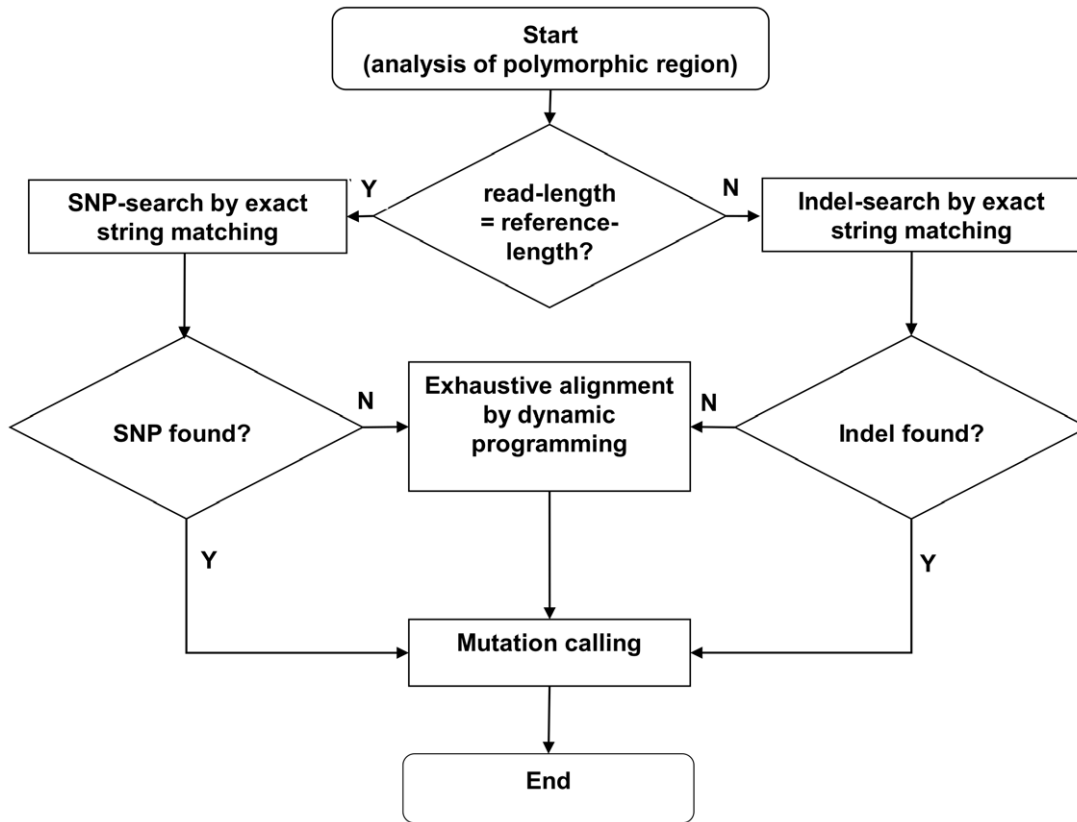 Start
(analysis of polymorphic region)
Y
N
read-length
= reference-
length?
SNP-search by exact
string matching
Indel-search by exact
string matching
SNP found?
N
Exhaustive alignment
by dynamic
programming
N
Indel found?
Y
Y
Mutation calling
End